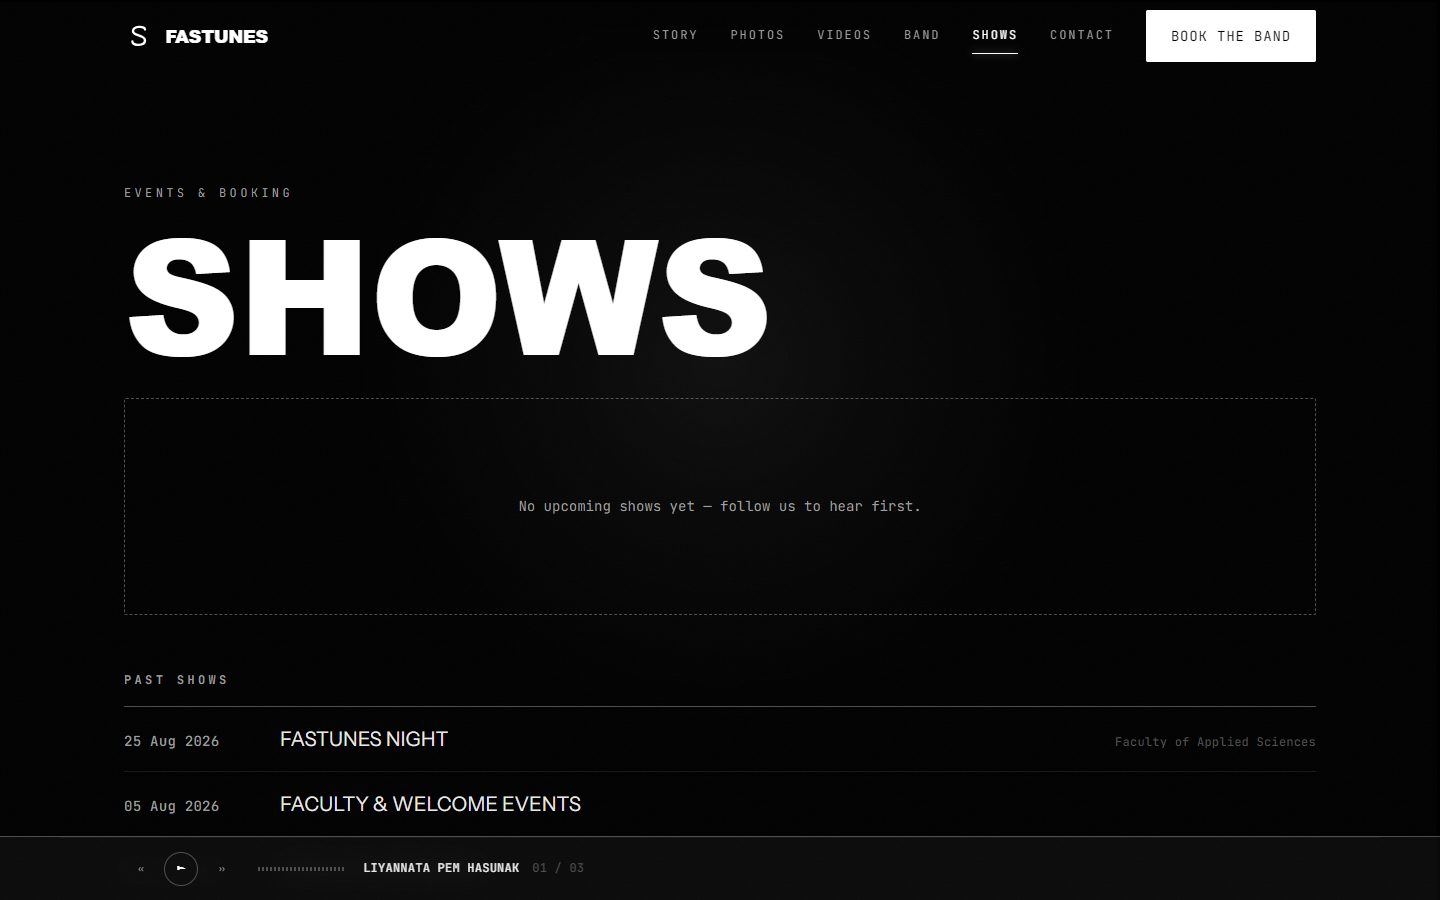 S FASTUNES
STORY PHOTOS VIDEOS BAND SHOWS CONTACT BOOK THE BAND
EVENTS & BOOKING
SHOWS
No upcoming shows yet — follow us to hear first.
PAST SHOWS
25 Aug 2026 FASTUNES NIGHT Faculty of Applied Sciences
05 Aug 2026 FACULTY & WELCOME EVENTS
« » LIYANNATA PEM HASUNAK 01 / 03